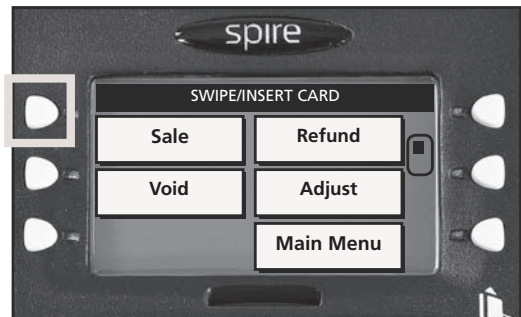 spire
SWIPE/INSERT CARD
Sale
Refund
Void
Adjust
Main Menu